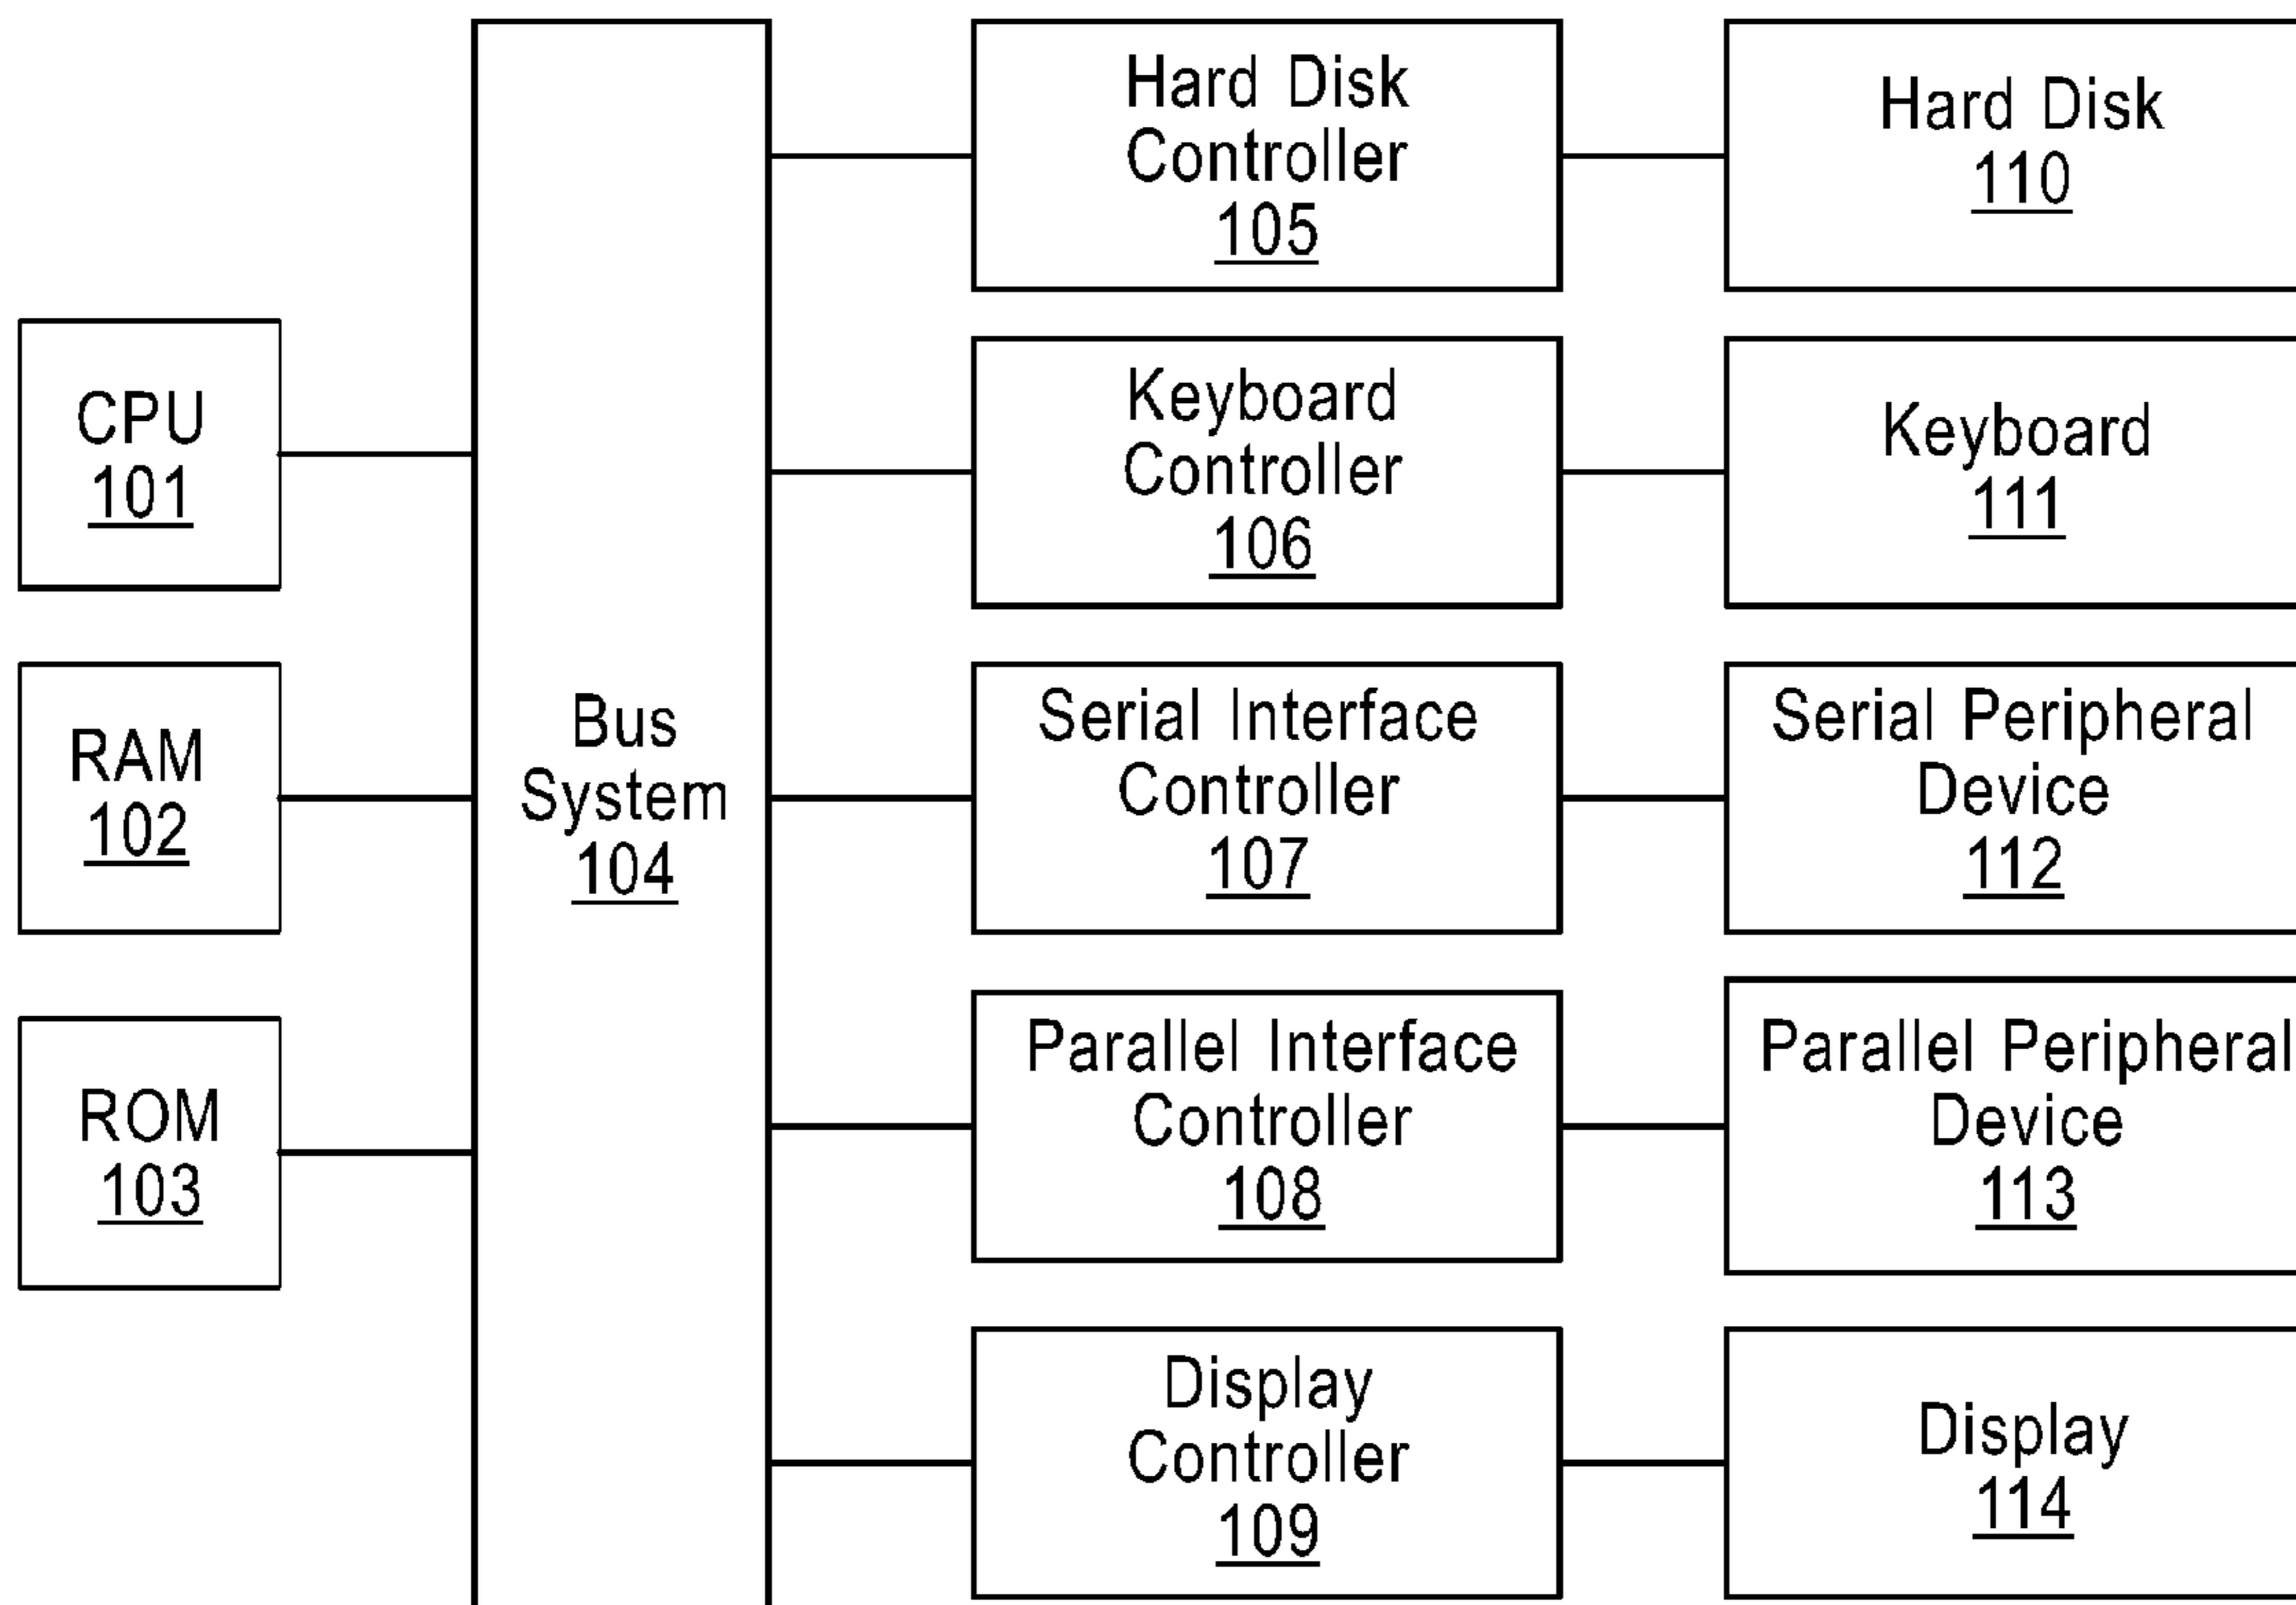 CPU
101
RAM
102
ROM
103
Bus
System
104
Hard Disk
Controller
105
Keyboard
Controller
106
Serial Interface
Controller
107
Parallel Interface
Controller
108
Display
Controller
109
Hard Disk
110
Keyboard
111
Serial Peripheral
Device
112
Parallel Peripheral
Device
113
Display
114